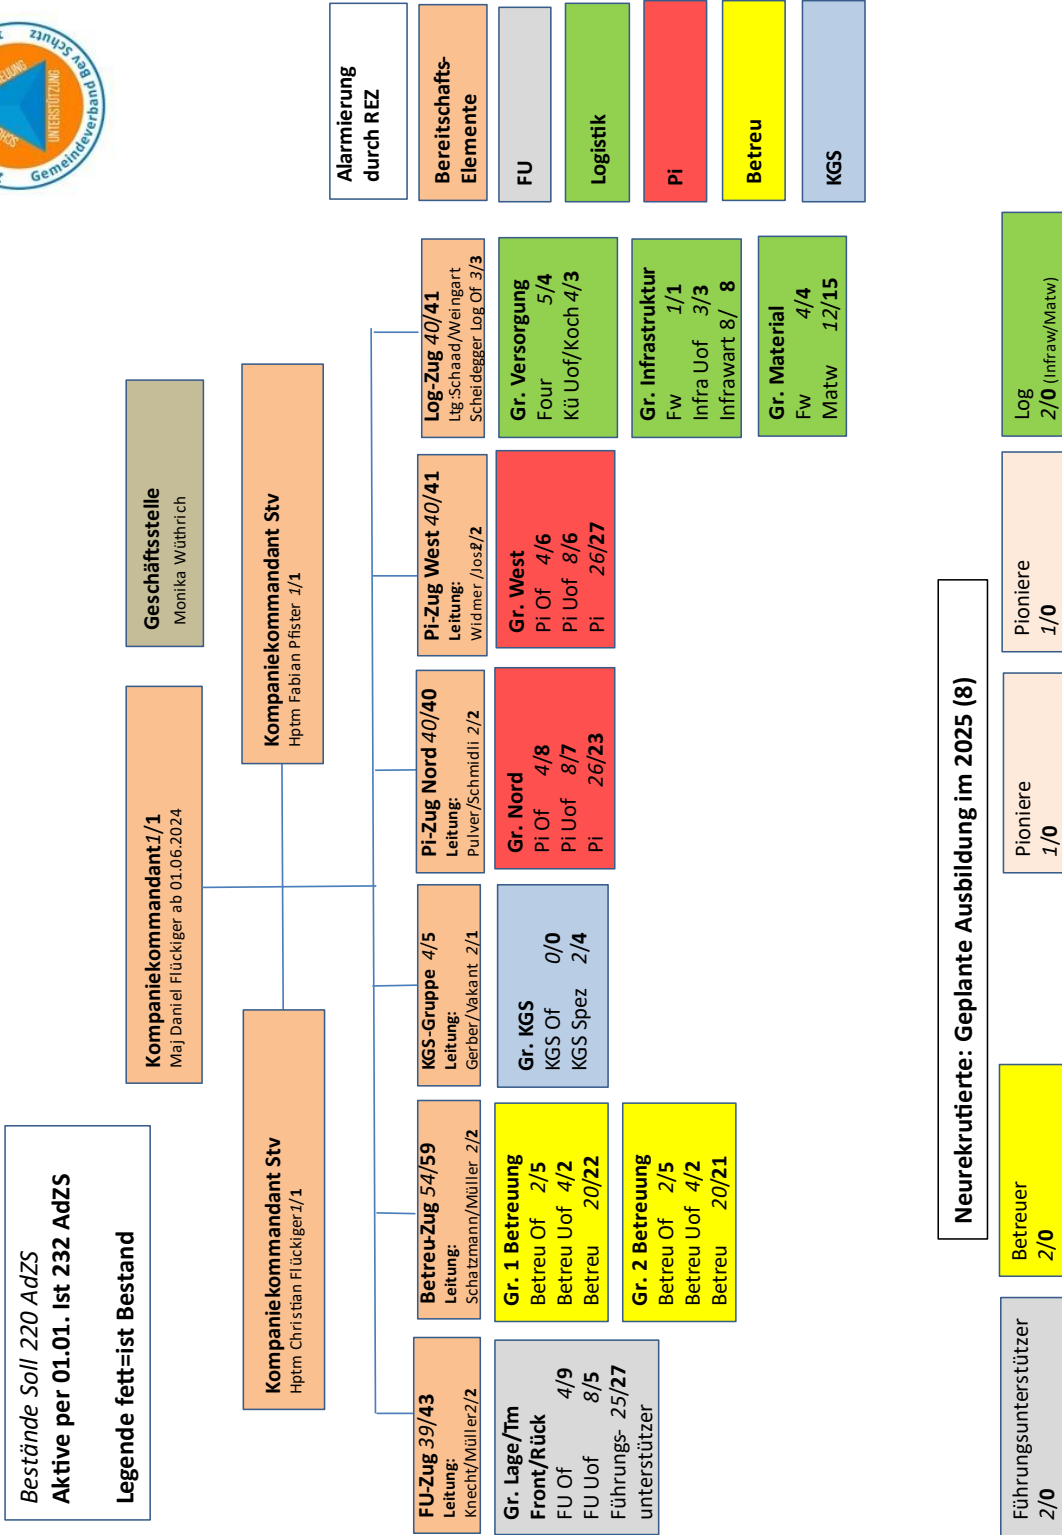 Bestände Soll 220 AdZS
Aktive per 01.01. Ist 232 AdZS
Legende fett=ist Bestand
Kompaniekommandant1/1
Maj Daniel Flückiger ab 01.06.2024
Geschäftsstelle
Monika Wüthrich
Gemeindeverband Bev Schutz
UNTERSTÜTZUNG
Kompaniekommandant Stv
Hptm Christian Flückiger1/1
Kompaniekommandant Stv
Hptm Fabian Pfister 1/1
Alarmierung
durch REZ
Bereitschafts-
Elemente
FU
Logistik
Pi
Betreu
KGS
FU-Zug 39/43
Leitung:
Knecht/Müller2/2
Gr. Lage/Tm
Front/Rück
FU Of 4/9
FU Uof 8/5
Führungs- 25/27
unterstützer
Betreu-Zug 54/59
Leitung:
Schatzmann/Müller 2/2
Gr. 1 Betreuung
Betreu Of 2/5
Betreu Uof 4/2
Betreu 20/22
Gr. 2 Betreuung
Betreu Of 2/5
Betreu Uof 4/2
Betreu 20/21
KGS-Gruppe 4/5
Leitung:
Gerber/Vakant 2/1
Gr. KGS
KGS Of 0/0
KGS Spez 2/4
Pi-Zug Nord 40/40
Leitung:
Pulver/Schmidli 2/2
Gr. Nord
Pi Of 4/8
Pi Uof 8/7
Pi 26/23
Pi-Zug West 40/41
Leitung:
Widmer /Jost2/2
Gr. West
Pi Of 4/6
Pi Uof 8/6
Pi 26/27
Log-Zug 40/41
Ltg:Schaad/Weingart
Scheidegger Log Of 3/3
Gr. Versorgung
Four 5/4
Kü Uof/Koch 4/3
Gr. Infrastruktur
Fw 1/1
Infra Uof 3/3
Infrawart 8/ 8
Gr. Material
Fw 4/4
Matw 12/15
Neurekrutierte: Geplante Ausbildung im 2025 (8)
Führungsunterstützer
2/0
Betreuer
2/0
Pioniere
1/0
Pioniere
1/0
Log
2/0 (Infraw/Matw)